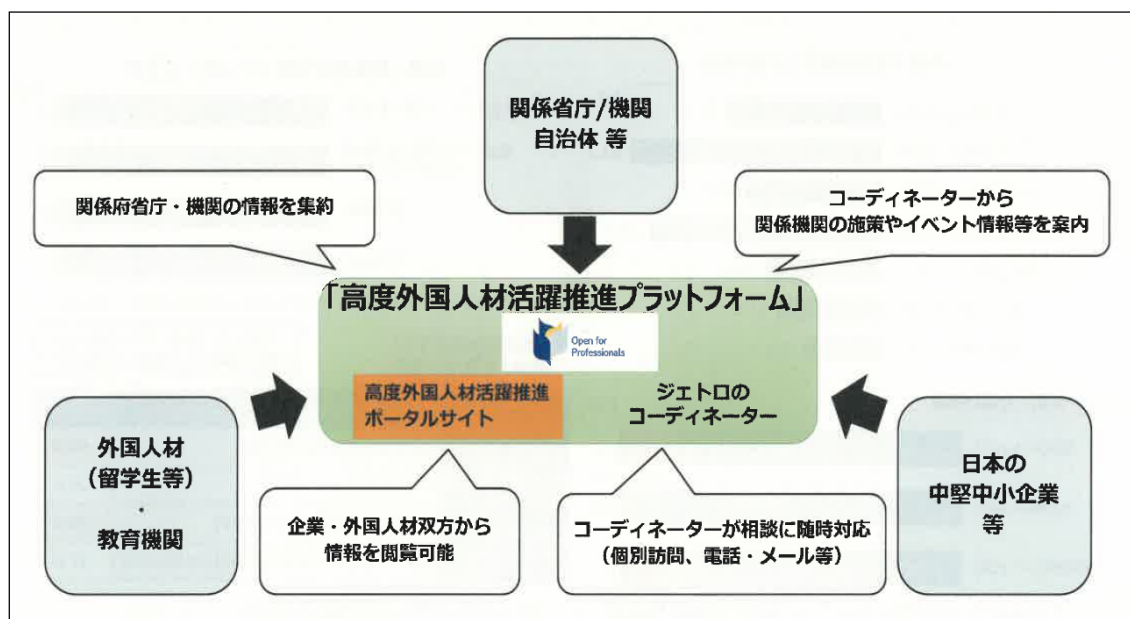 関係省庁/機関
自治体 等
関係府省庁・機関の情報を集約
コーディネーターから
関係機関の施策やイベント情報等を案内
「高度外国人材活躍推進プラットフォーム」
Open for
Professionals
高度外国人材活躍推進
ポータルサイト
ジェトロの
コーディネーター
外国人材
（留学生等）
・
教育機関
企業・外国人材双方から
情報を閲覧可能
コーディネーターが相談に随時対応
（個別訪問、電話・メール等）
日本の
中堅中小企業
等